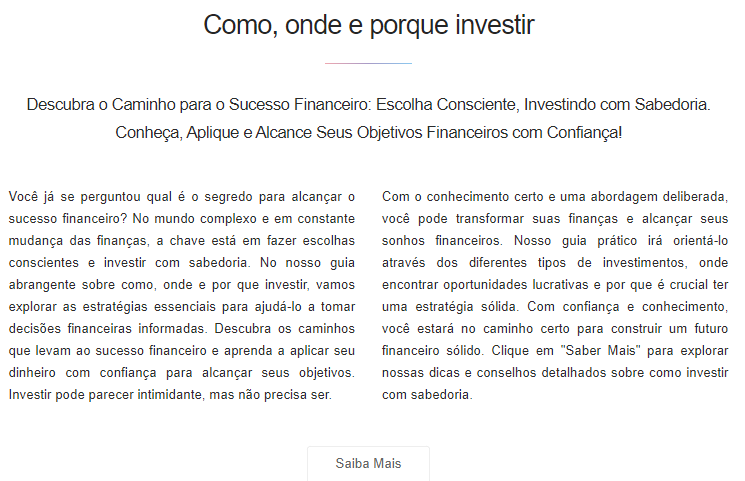 Como, onde e porque investir
Descubra o Caminho para o Sucesso Financeiro: Escolha Consciente, Investindo com Sabedoria.
Conheça, Aplique e Alcance Seus Objetivos Financeiros com Confiança!
Você já se perguntou qual é o segredo para alcançar o
sucesso financeiro? No mundo complexo e em constante
mudança das finanças, a chave está em fazer escolhas
conscientes e investir com sabedoria. No nosso guia
abrangente sobre como, onde e por que investir, vamos
explorar as estratégias essenciais para ajudá-lo a tomar
decisões financeiras informadas. Descubra os caminhos
que levam ao sucesso financeiro e aprenda a aplicar seu
dinheiro com confiança para alcançar seus objetivos.
Investir pode parecer intimidante, mas não precisa ser.
Com o conhecimento certo e uma abordagem deliberada,
você pode transformar suas finanças e alcançar seus
sonhos financeiros. Nosso guia prático irá orientá-lo
através dos diferentes tipos de investimentos, onde
encontrar oportunidades lucrativas e por que é crucial ter
uma estratégia sólida. Com confiança e conhecimento,
você estará no caminho certo para construir um futuro
financeiro sólido. Clique em "Saber Mais" para explorar
nossas dicas e conselhos detalhados sobre como investir
com sabedoria.
Saiba Mais